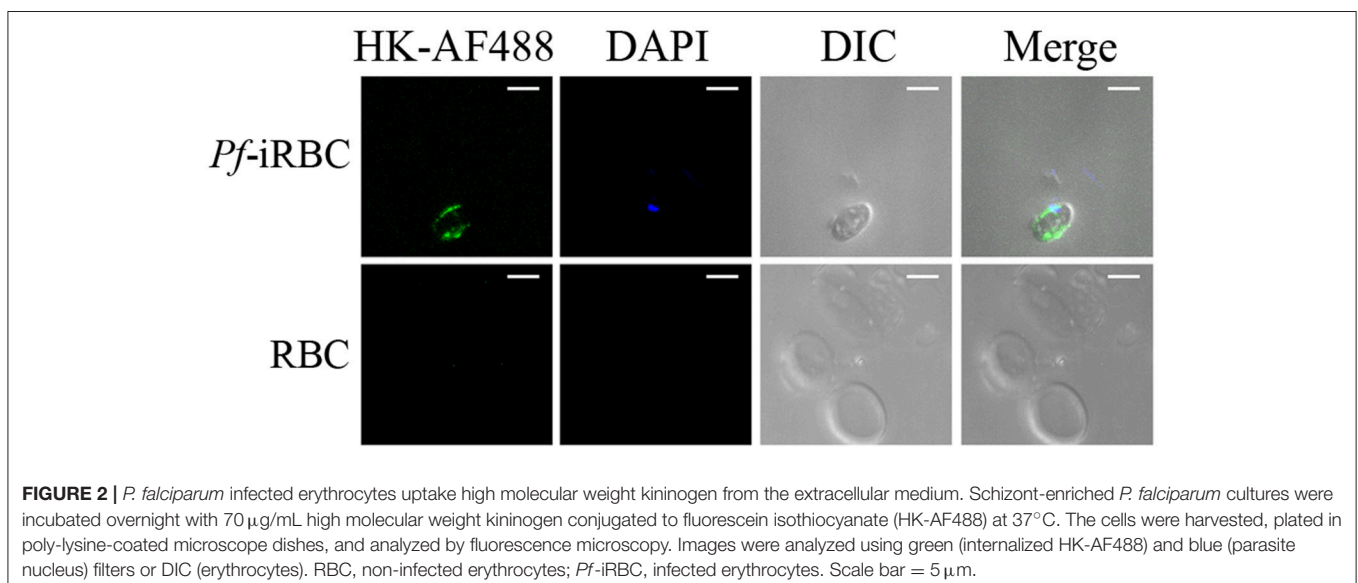 HK-AF488 DAPI DIC Merge
Pf-iRBC
RBC
FIGURE 2 | P. falciparum infected erythrocytes uptake high molecular weight kininogen from the extracellular medium. Schizont-enriched P. falciparum cultures were
incubated overnight with 70 μg/mL high molecular weight kininogen conjugated to fluorescein isothiocyanate (HK-AF488) at 37°C. The cells were harvested, plated in
poly-lysine-coated microscope dishes, and analyzed by fluorescence microscopy. Images were analyzed using green (internalized HK-AF488) and blue (parasite
nucleus) filters or DIC (erythrocytes). RBC, non-infected erythrocytes; Pf-iRBC, infected erythrocytes. Scale bar = 5 μm.